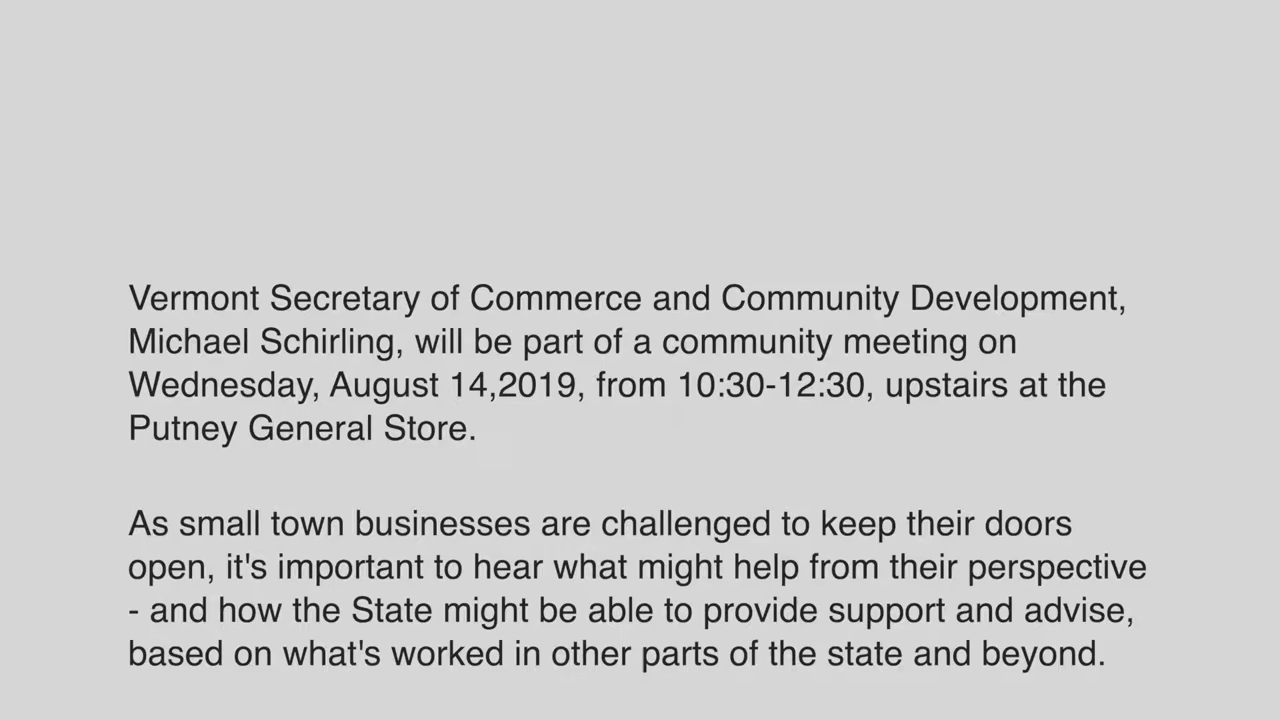 Vermont Secretary of Commerce and Community Development,
Michael Schirling, will be part of a community meeting on
Wednesday, August 14,2019, from 10:30-12:30, upstairs at the
Putney General Store.
As small town businesses are challenged to keep their doors
open, it's important to hear what might help from their perspective
- and how the State might be able to provide support and advise,
based on what's worked in other parts of the state and beyond.